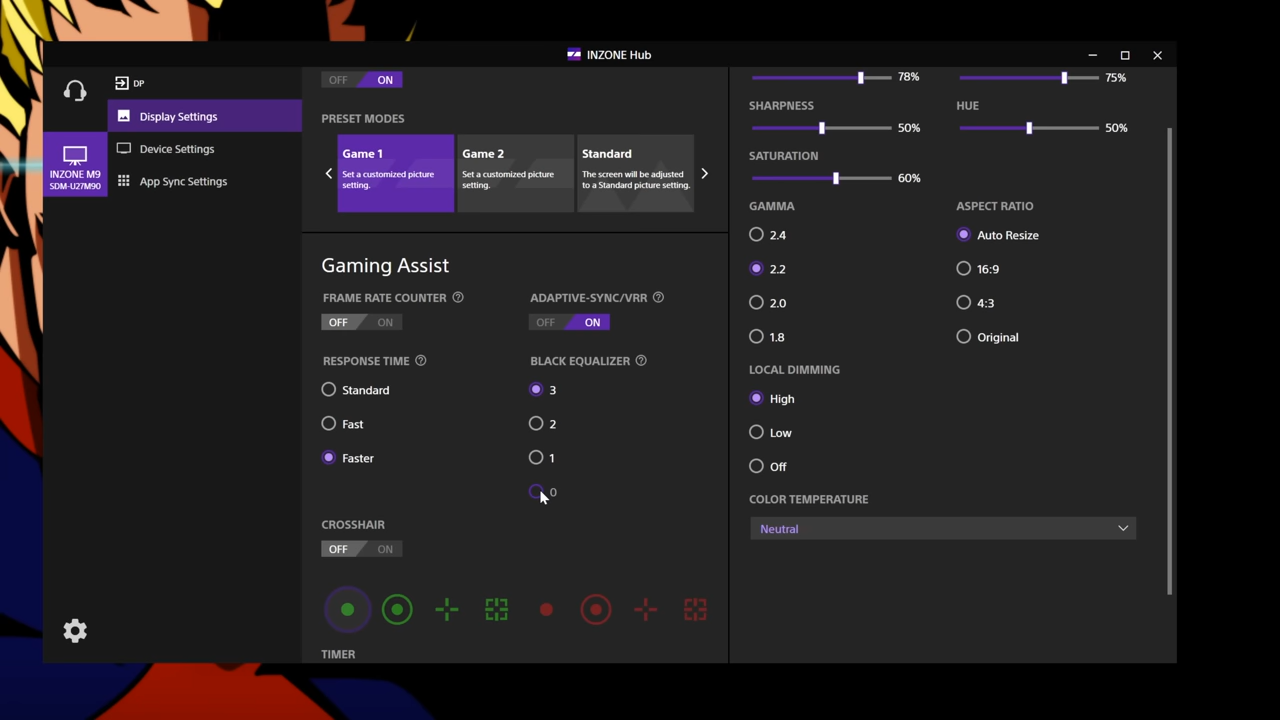 INZONE Hub
DP
Display Settings
Device Settings
App Sync Settings
INZONE M9
SDM-U27M90
OFF ON
PRESET MODES
Game 1
Set a customized picture
setting.
Game 2
Set a customized picture
setting.
Standard
The screen will be adjusted
to a Standard picture setting.
Gaming Assist
FRAME RATE COUNTER ?
OFF ON
ADAPTIVE-SYNC/VRR ?
OFF ON
RESPONSE TIME ?
Standard
Fast
Faster
BLACK EQUALIZER ?
3
2
1
0
CROSSHAIR
OFF ON
TIMER
78%
75%
SHARPNESS
50%
HUE
50%
SATURATION
60%
GAMMA
2.4
2.2
2.0
1.8
ASPECT RATIO
Auto Resize
16:9
4:3
Original
LOCAL DIMMING
High
Low
Off
COLOR TEMPERATURE
Neutral